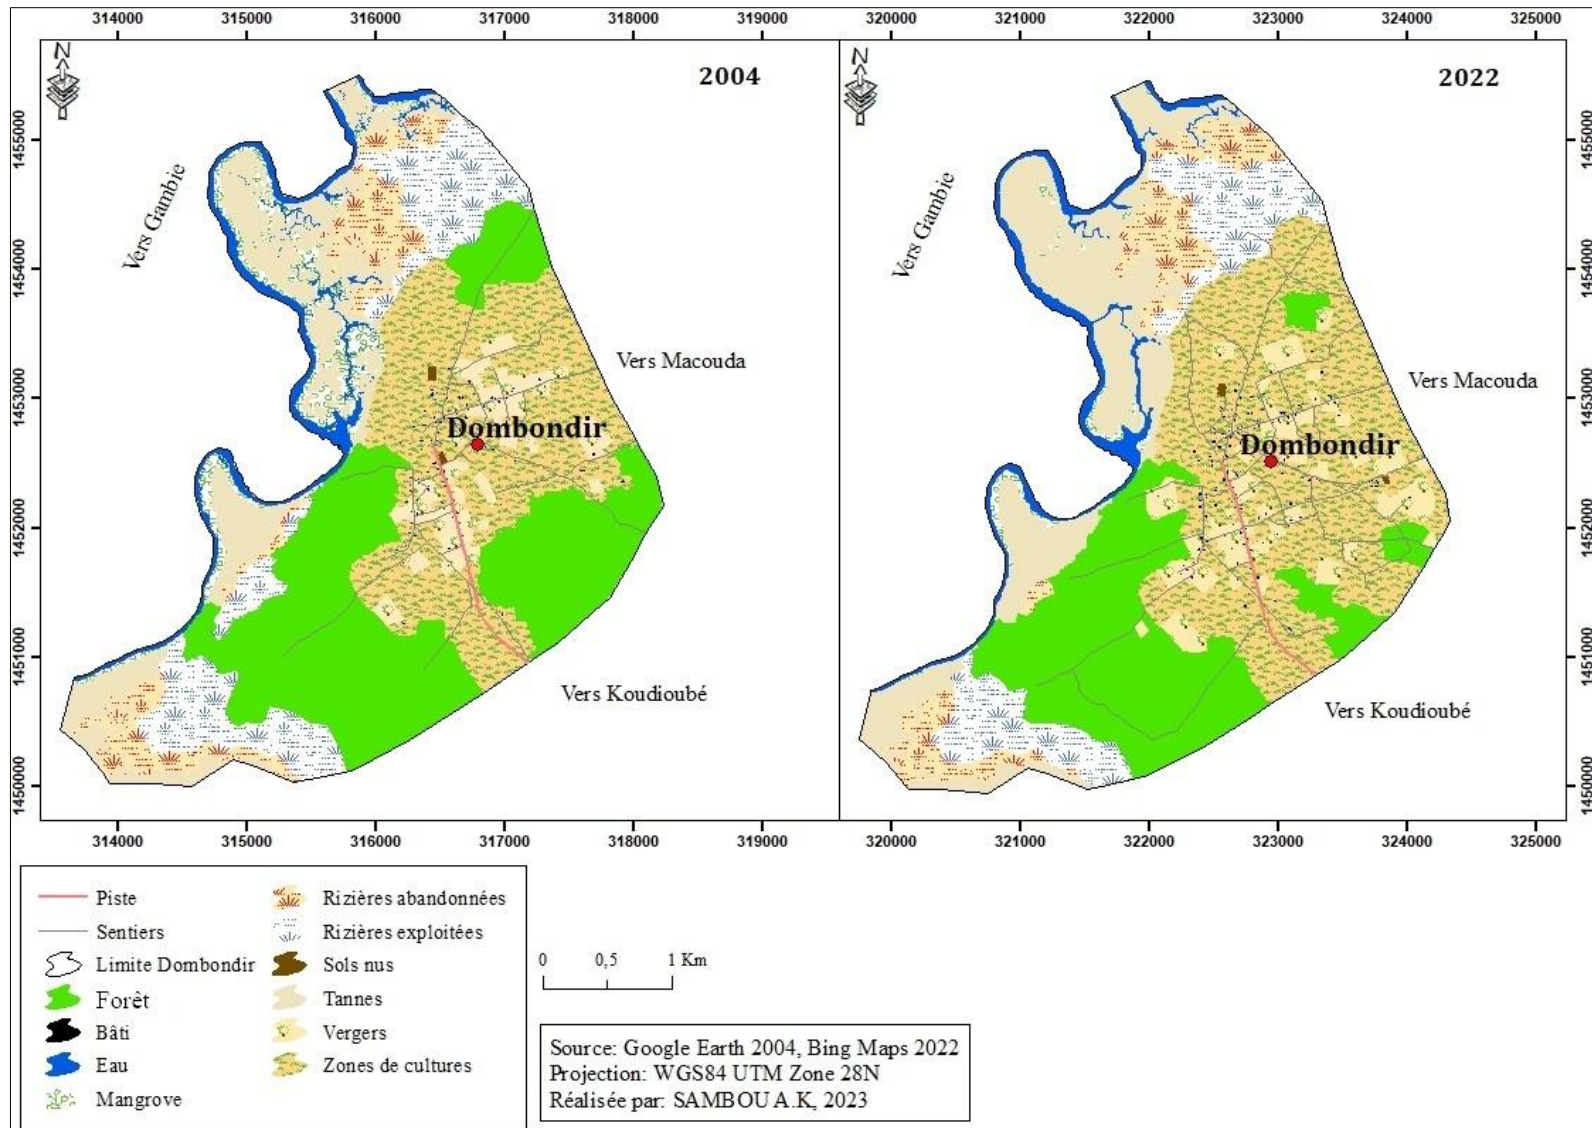 314000 315000 316000 317000 318000 319000 320000 321000 322000 323000 324000 325000
N
2004
N
2022
1455000
1454000
1453000
1452000
1451000
1450000
Vers Gambie
Vers Macouda
Dombondir
Vers Koudioubé
Vers Gambie
Vers Macouda
Dombondir
Vers Koudioubé
1455000
1454000
1453000
1452000
1451000
1450000
314000 315000 316000 317000 318000 319000 320000 321000 322000 323000 324000 325000
Piste
Sentiers
Limite Dombondir
Forêt
Bâti
Eau
Mangrove
Rizières abandonnées
Rizières exploitées
Sols nus
Tannes
Vergers
Zones de cultures
0 0,5 1 Km
Source: Google Earth 2004, Bing Maps 2022
Projection: WGS84 UTM Zone 28N
Réalisée par: SAMBOU A.K, 2023